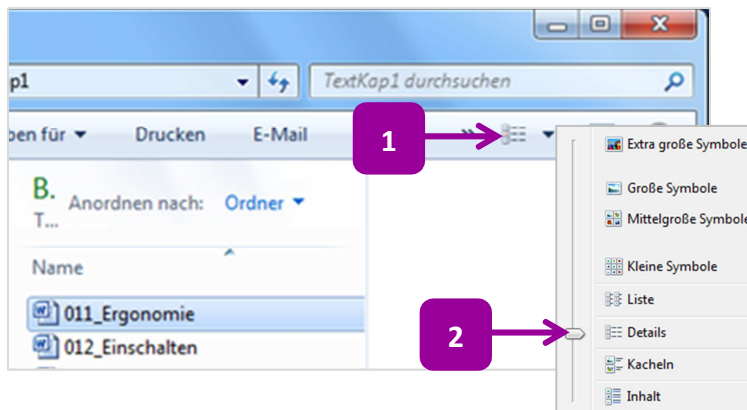 p1
TextKap1 durchsuchen
ben für
Drucken
E-Mail
»
1
B.
T...
Anordnen nach:
Ordner
Name
011_Ergonomie
012_Einschalten
2
Extra große Symbole
Große Symbole
Mittelgroße Symbole
Kleine Symbole
Liste
Details
Kacheln
Inhalt